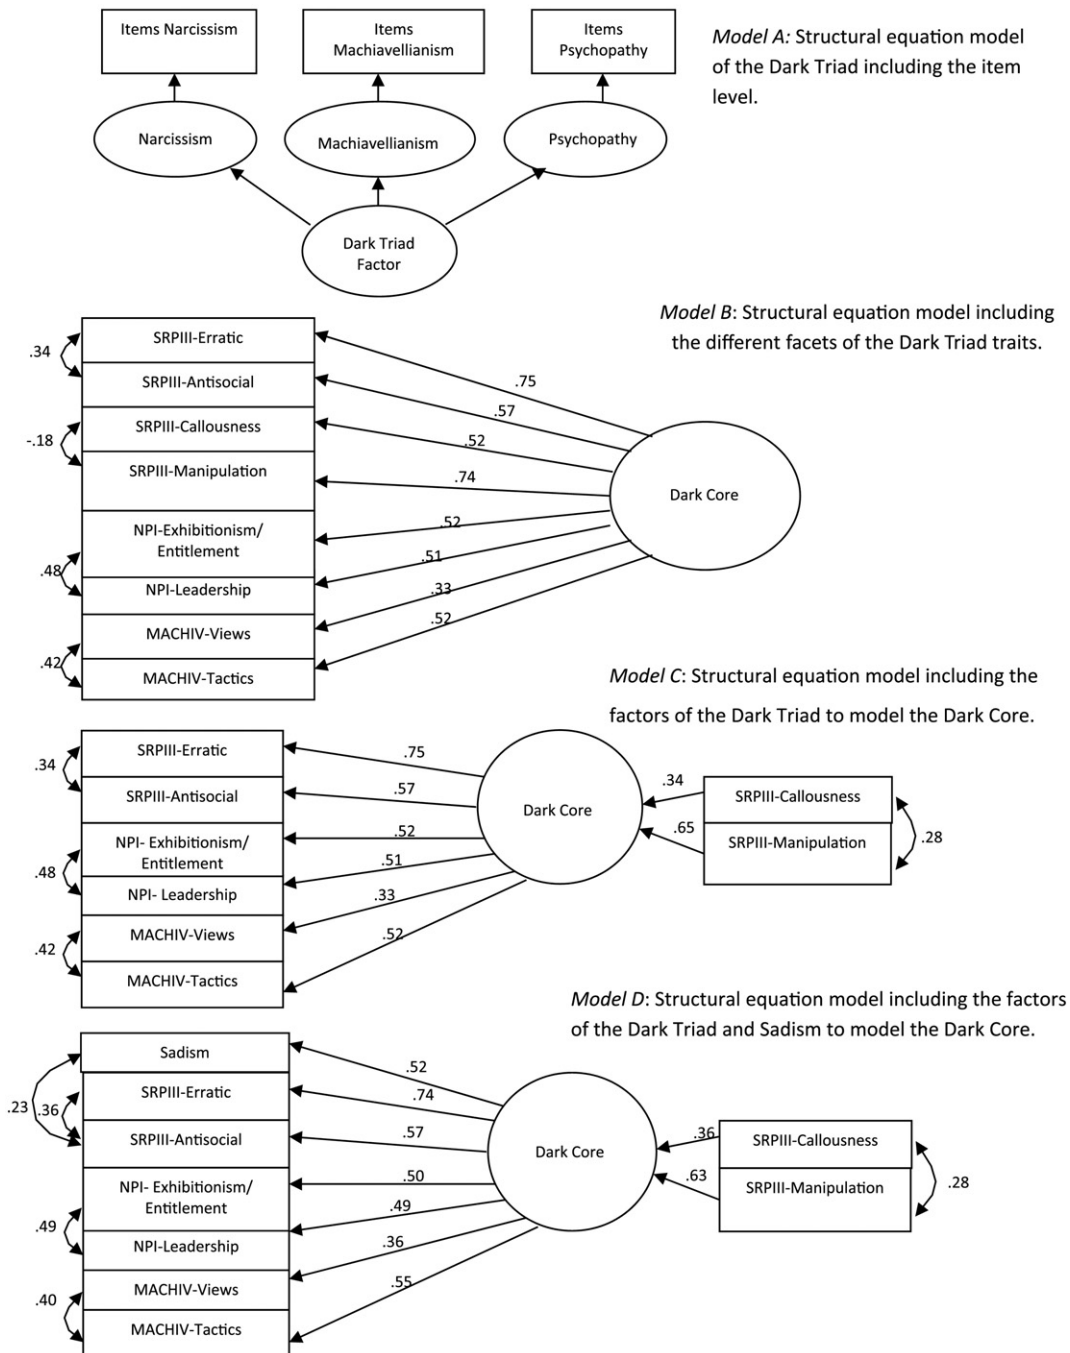 Items Narcissism
Items
Machiavellianism
Items
Psychopathy
Model A: Structural equation model
of the Dark Triad including the item
level.
Narcissism
Machiavellianism
Psychopathy
Dark Triad
Factor
Model B: Structural equation model including
the different facets of the Dark Triad traits.
SRPIII-Erratic
SRPIII-Antisocial
SRPIII-Callousness
SRPIII-Manipulation
NPI-Exhibitionism/
Entitlement
NPI-Leadership
MACHIV-Views
MACHIV-Tactics
.34
-.18
.48
.42
.75
.57
.52
.74
.52
.51
.33
.52
Dark Core
Model C: Structural equation model including the
factors of the Dark Triad to model the Dark Core.
SRPIII-Erratic
SRPIII-Antisocial
NPI- Exhibitionism/
Entitlement
NPI- Leadership
MACHIV-Views
MACHIV-Tactics
.34
.48
.42
.75
.57
.52
.51
.33
.52
Dark Core
.34
.65
SRPIII-Callousness
SRPIII-Manipulation
.28
Model D: Structural equation model including the factors
of the Dark Triad and Sadism to model the Dark Core.
Sadism
SRPIII-Erratic
SRPIII-Antisocial
NPI- Exhibitionism/
Entitlement
NPI-Leadership
MACHIV-Views
MACHIV-Tactics
.23
.36
.49
.40
.52
.74
.57
.50
.49
.36
.55
Dark Core
.36
.63
SRPIII-Callousness
SRPIII-Manipulation
.28